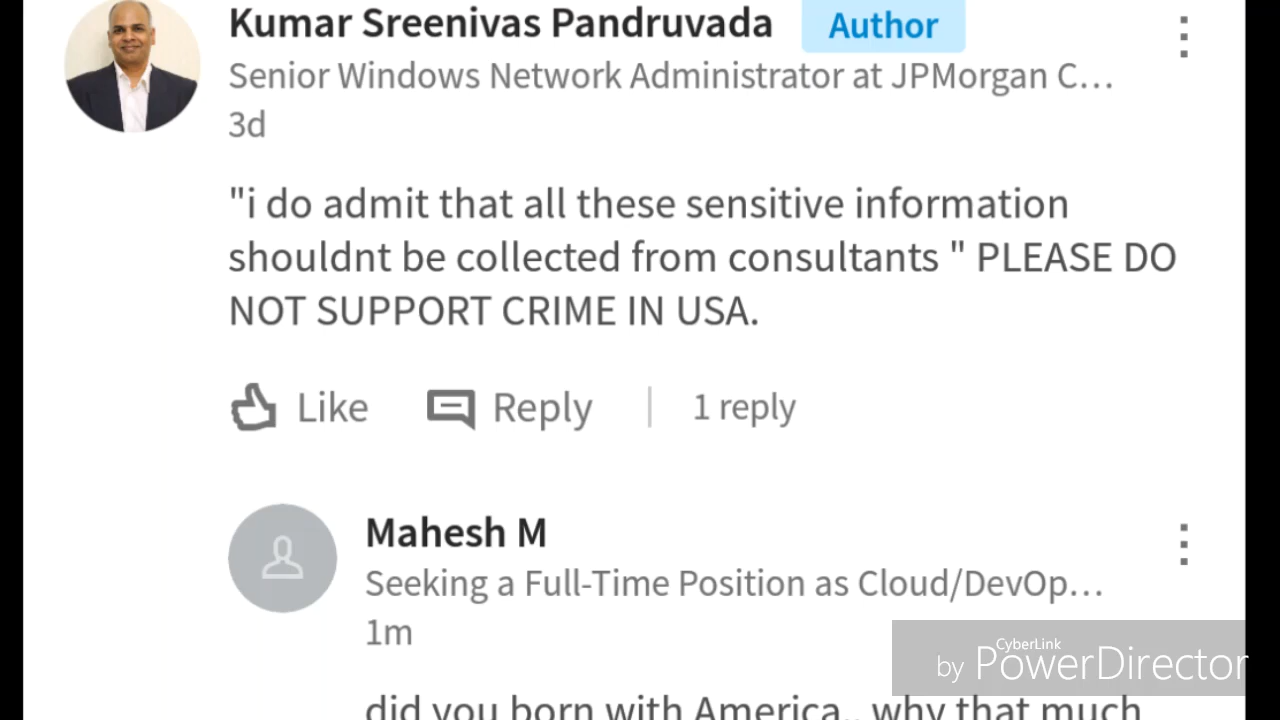 Kumar Sreenivas Pandruvada Author
Senior Windows Network Administrator at JPMorgan C...
3d
"i do admit that all these sensitive information
shouldnt be collected from consultants " PLEASE DO
NOT SUPPORT CRIME IN USA.
Like Reply 1 reply
Mahesh M
Seeking a Full-Time Position as Cloud/DevOp...
1m
CyberLink
by PowerDirector
did you born with America.. why that much